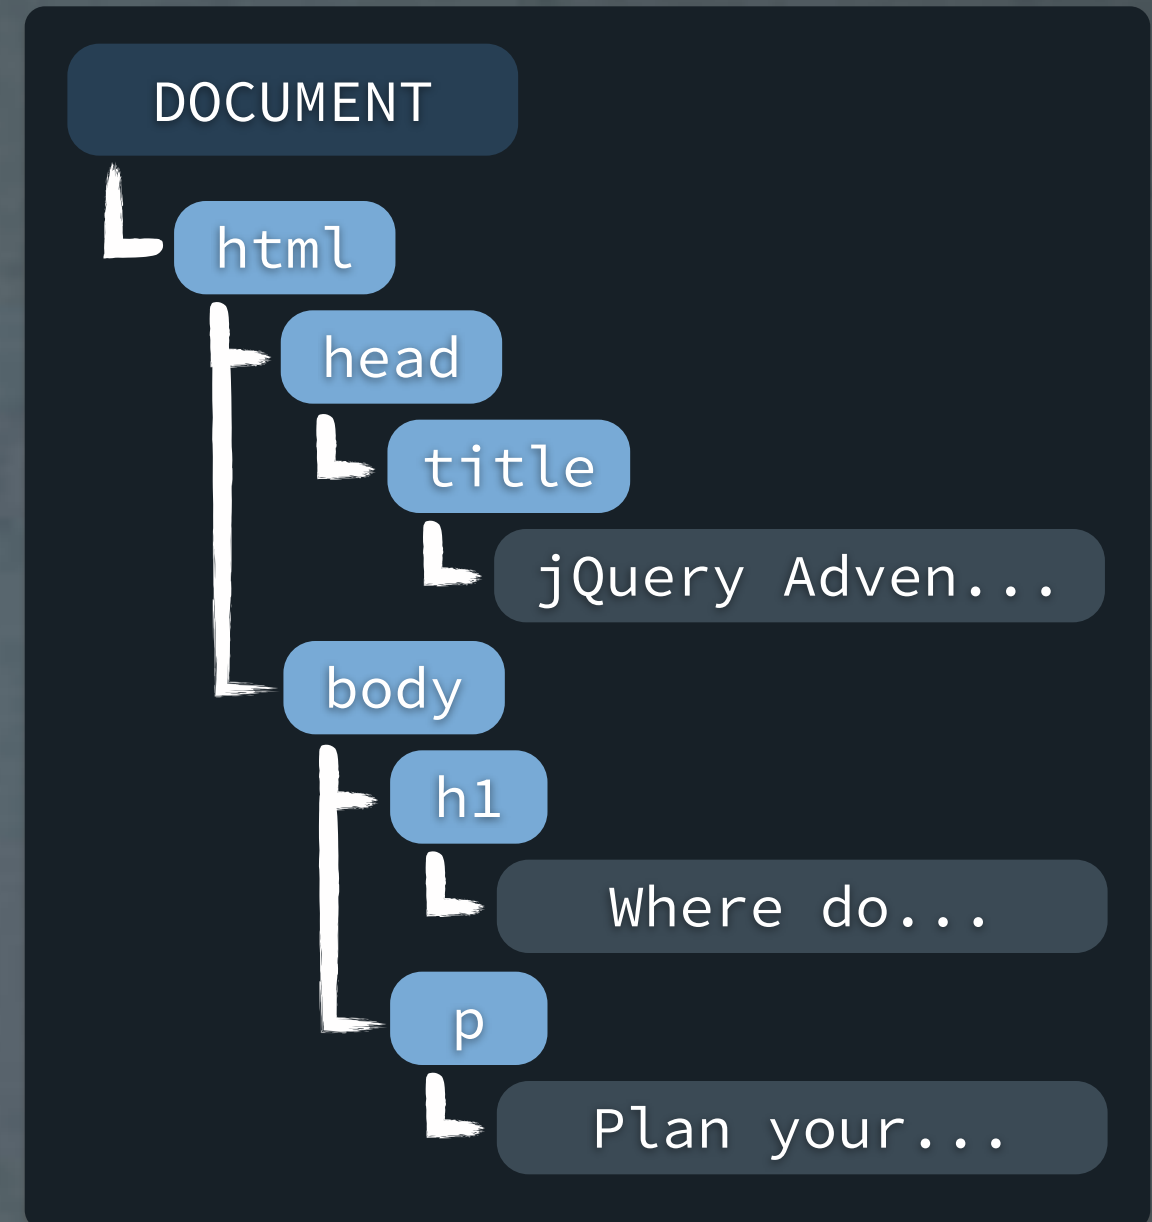 DOCUMENT
html
head
title
jQuery Adven...
body
h1
Where do...
p
Plan your...